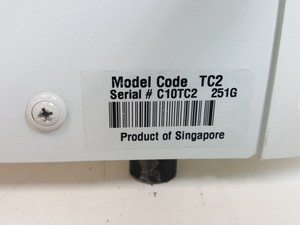 Model Code TC2
Serial # C10TC2 251G
Product of Singapore